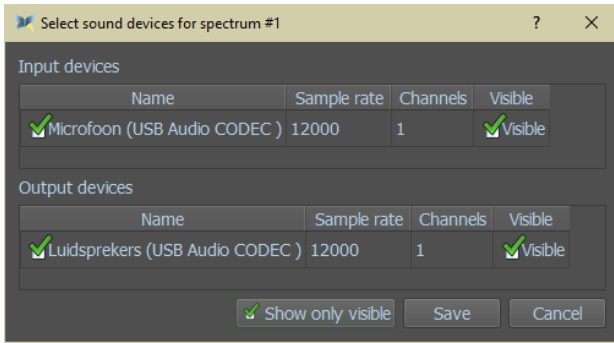 Select sound devices for spectrum #1 ? ×
Input devices
Name Sample rate Channels Visible
Microfoon (USB Audio CODEC ) 12000 1 Visible
Output devices
Name Sample rate Channels Visible
Luidsprekers (USB Audio CODEC ) 12000 1 Visible
Show only visible Save Cancel